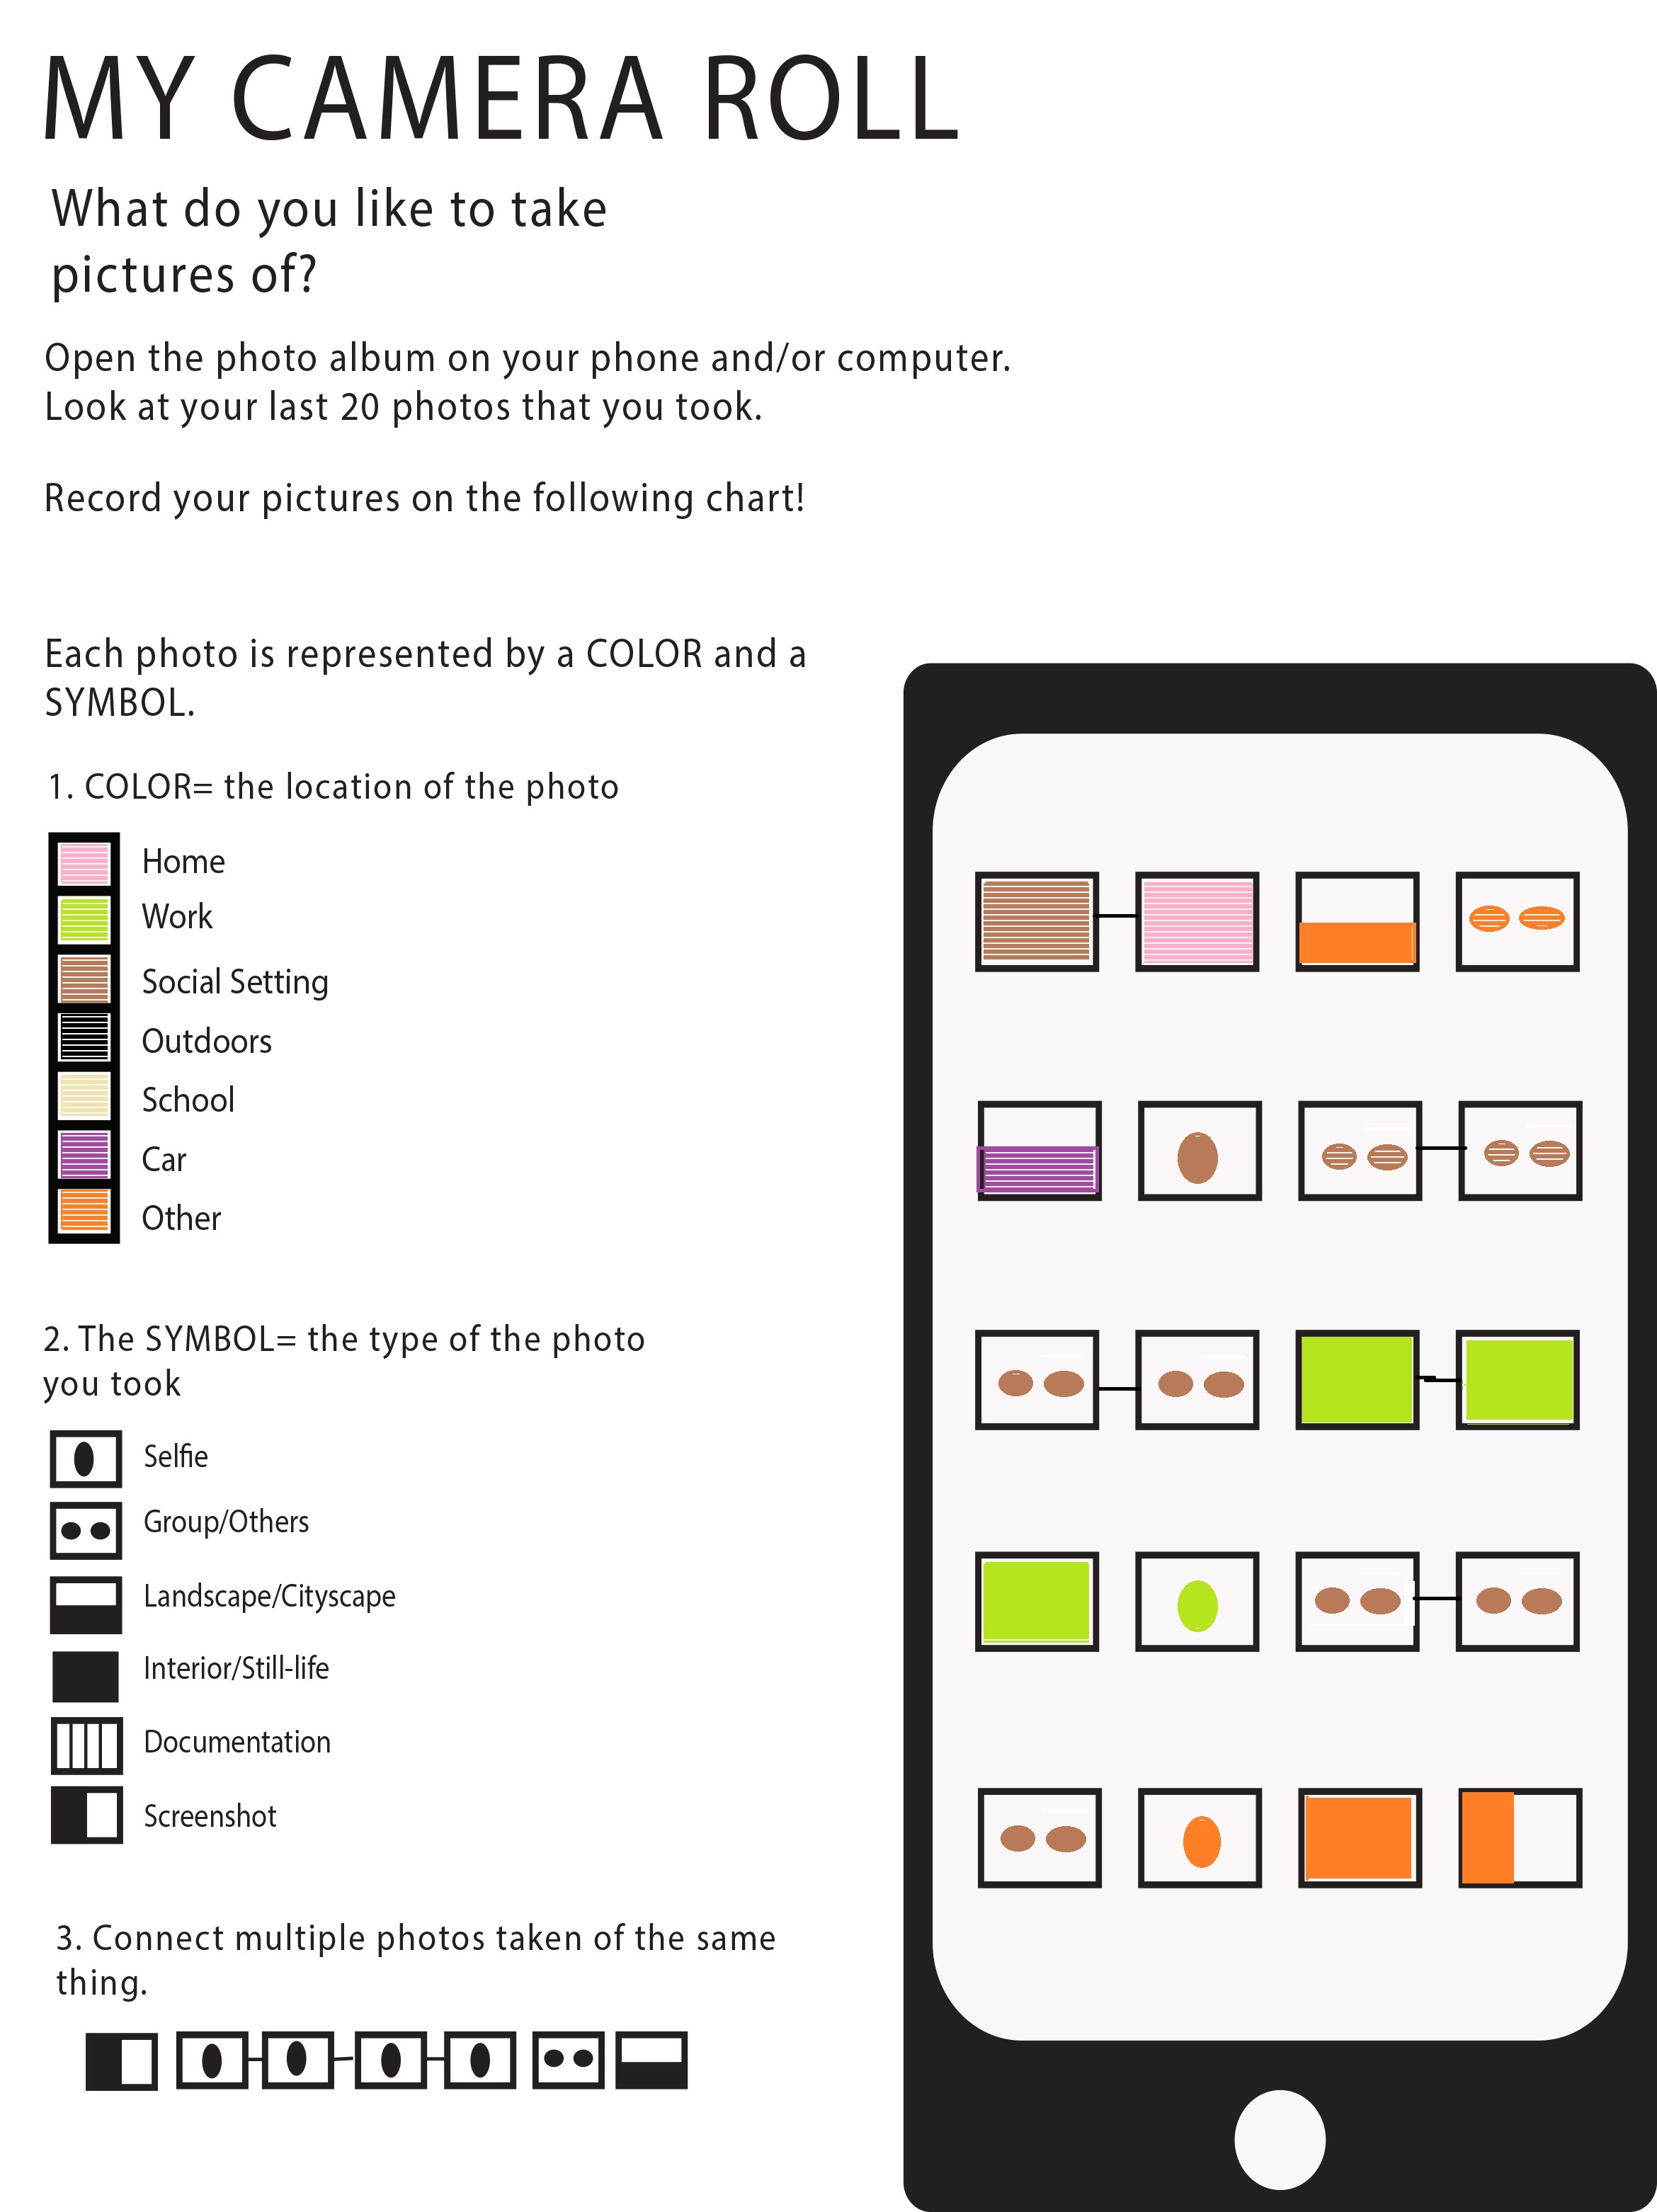 MY CAMERA ROLL
What do you like to take
pictures of?
Open the photo album on your phone and/or computer.
Look at your last 20 photos that you took.
Record your pictures on the following chart!
Each photo is represented by a COLOR and a
SYMBOL.
1. COLOR= the location of the photo
Home
Work
Social Setting
Outdoors
School
Car
Other
2. The SYMBOL= the type of the photo
you took
Selfie
Group/Others
Landscape/Cityscape
Interior/Still-life
Documentation
Screenshot
3. Connect multiple photos taken of the same
thing.